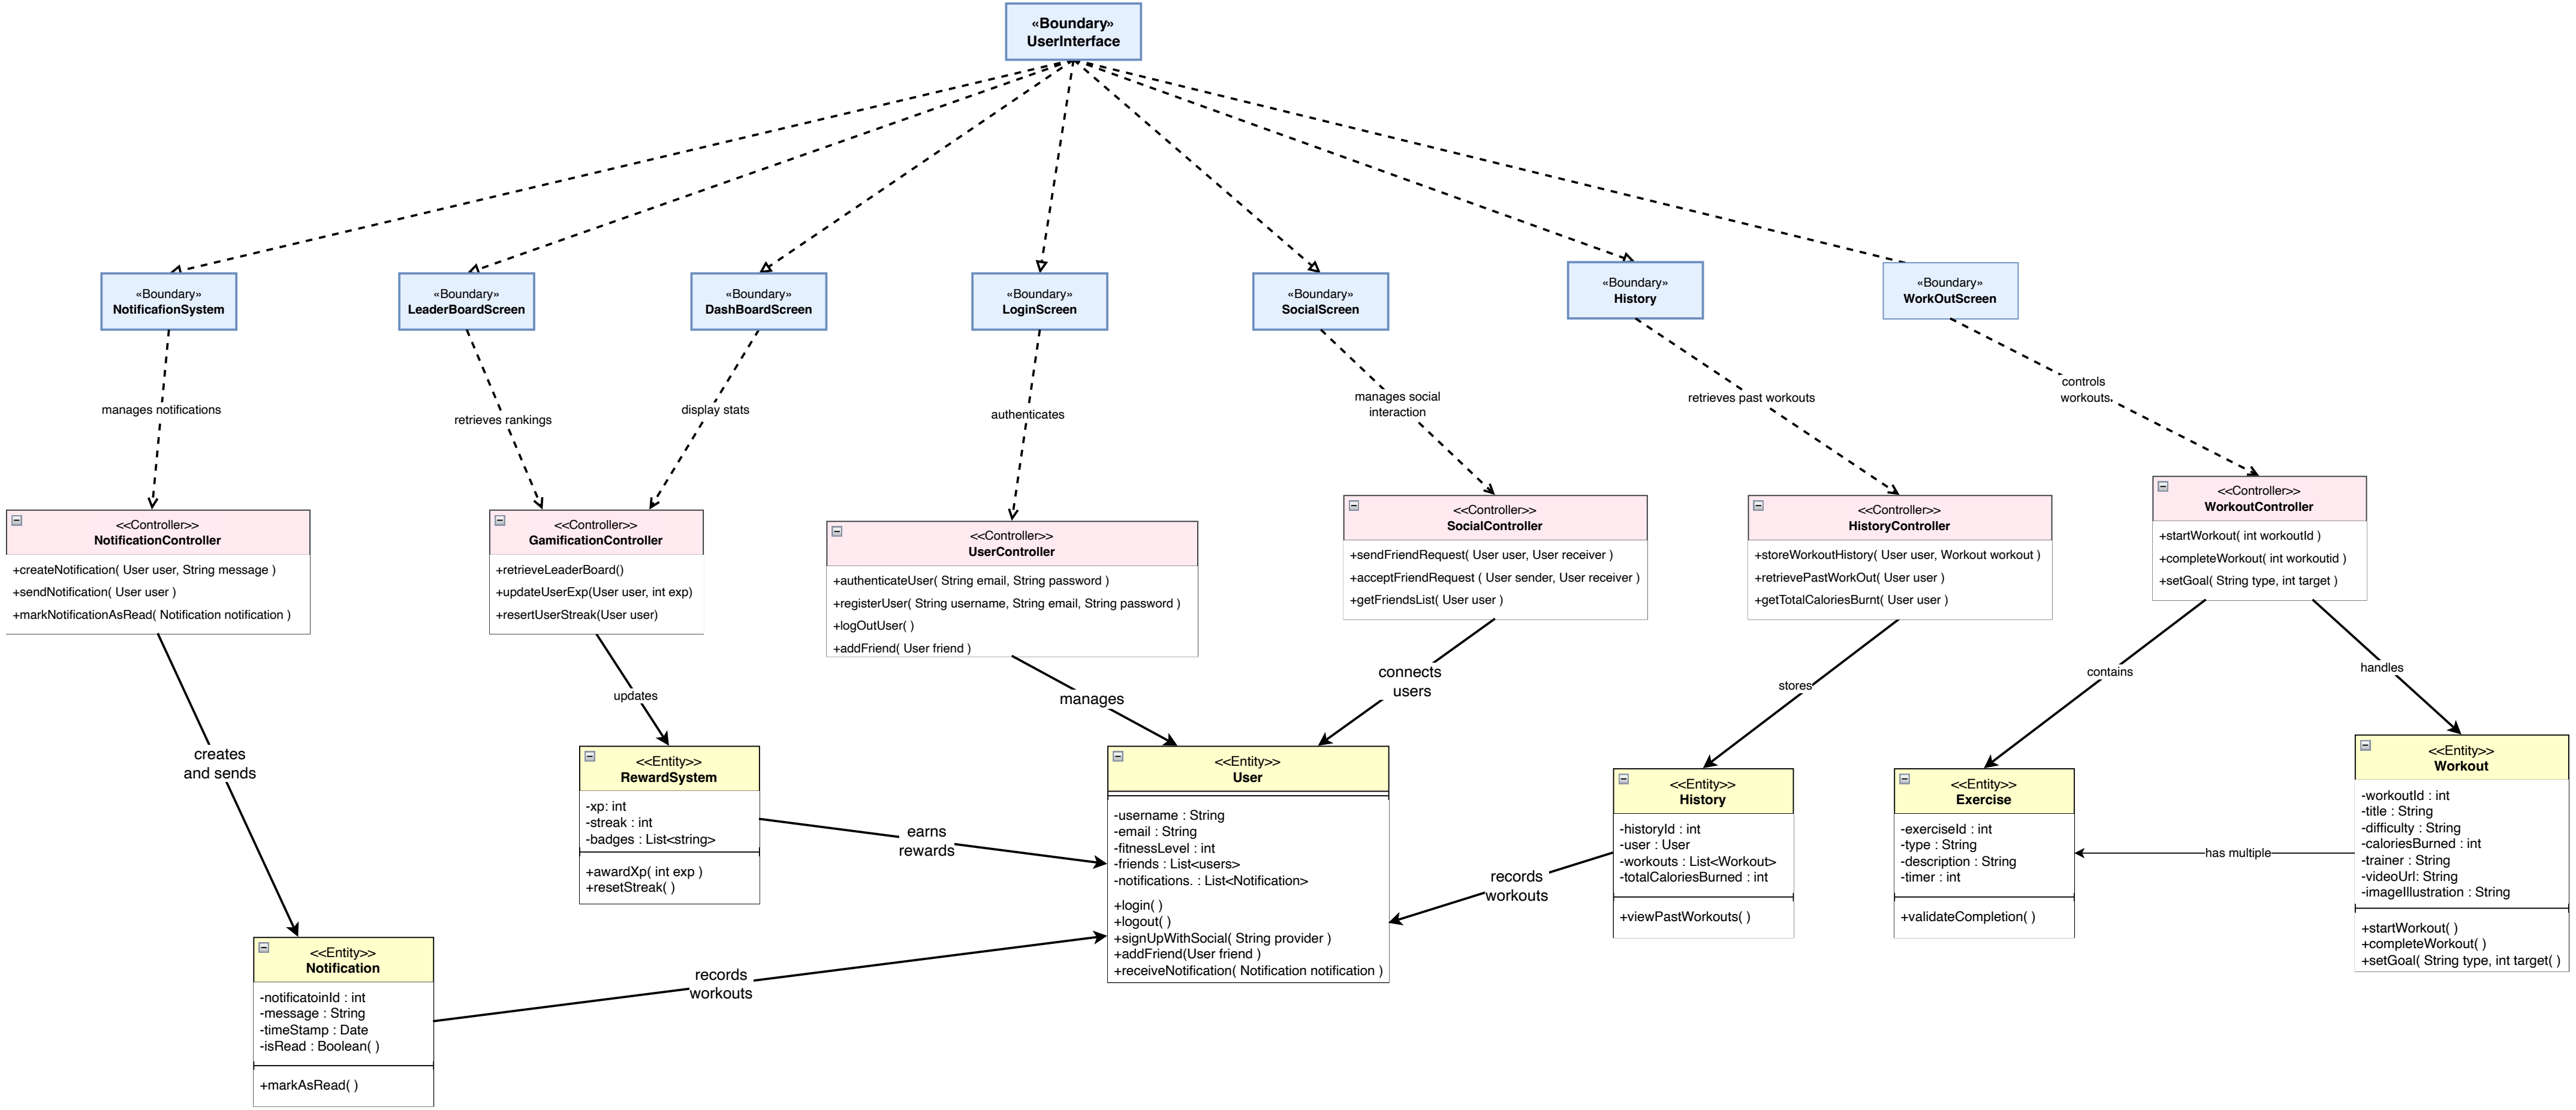 «Boundary»
UserInterface
«Boundary»
NotificafionSystem
«Boundary»
LeaderBoardScreen
«Boundary»
DashBoardScreen
«Boundary»
LoginScreen
«Boundary»
SocialScreen
«Boundary»
History
«Boundary»
WorkOutScreen
manages notifications
retrieves rankings
display stats
authenticates
manages social
interaction
retrieves past workouts
controls
workouts.
<<Controller>>
NotificationController
+createNotification( User user, String message )
+sendNotification( User user )
+markNotificationAsRead( Notification notification )
<<Controller>>
GamificationController
+retrieveLeaderBoard()
+updateUserExp(User user, int exp)
+resertUserStreak(User user)
<<Controller>>
UserController
+authenticateUser( String email, String password )
+registerUser( String username, String email, String password )
+logOutUser( )
+addFriend( User friend )
<<Controller>>
SocialController
+sendFriendRequest( User user, User receiver )
+acceptFriendRequest ( User sender, User receiver )
+getFriendsList( User user )
<<Controller>>
HistoryController
+storeWorkoutHistory( User user, Workout workout )
+retrievePastWorkOut( User user )
+getTotalCaloriesBurnt( User user )
<<Controller>>
WorkoutController
+startWorkout( int workoutId )
+completeWorkout( int workoutid )
+setGoal( String type, int target )
creates
and sends
updates
manages
connects
users
stores
contains
handles
<<Entity>>
RewardSystem
-xp: int
-streak : int
-badges : List<string>
+awardXp( int exp )
+resetStreak( )
earns
rewards
<<Entity>>
User
-username : String
-email : String
-fitnessLevel : int
-friends : List<users>
-notifications. : List<Notification>
+login( )
+logout( )
+signUpWithSocial( String provider )
+addFriend(User friend )
+receiveNotification( Notification notification )
records
workouts
<<Entity>>
History
-historyId : int
-user : User
-workouts : List<Workout>
-totalCaloriesBurned : int
+viewPastWorkouts( )
<<Entity>>
Exercise
-exerciseId : int
-type : String
-description : String
-timer : int
+validateCompletion( )
has multiple
<<Entity>>
Workout
-workoutId : int
-title : String
-difficulty : String
-caloriesBurned : int
-trainer : String
-videoUrl: String
-imageIllustration : String
+startWorkout( )
+completeWorkout( )
+setGoal( String type, int target( )
<<Entity>>
Notification
-notificatoinId : int
-message : String
-timeStamp : Date
-isRead : Boolean( )
+markAsRead( )
records
workouts